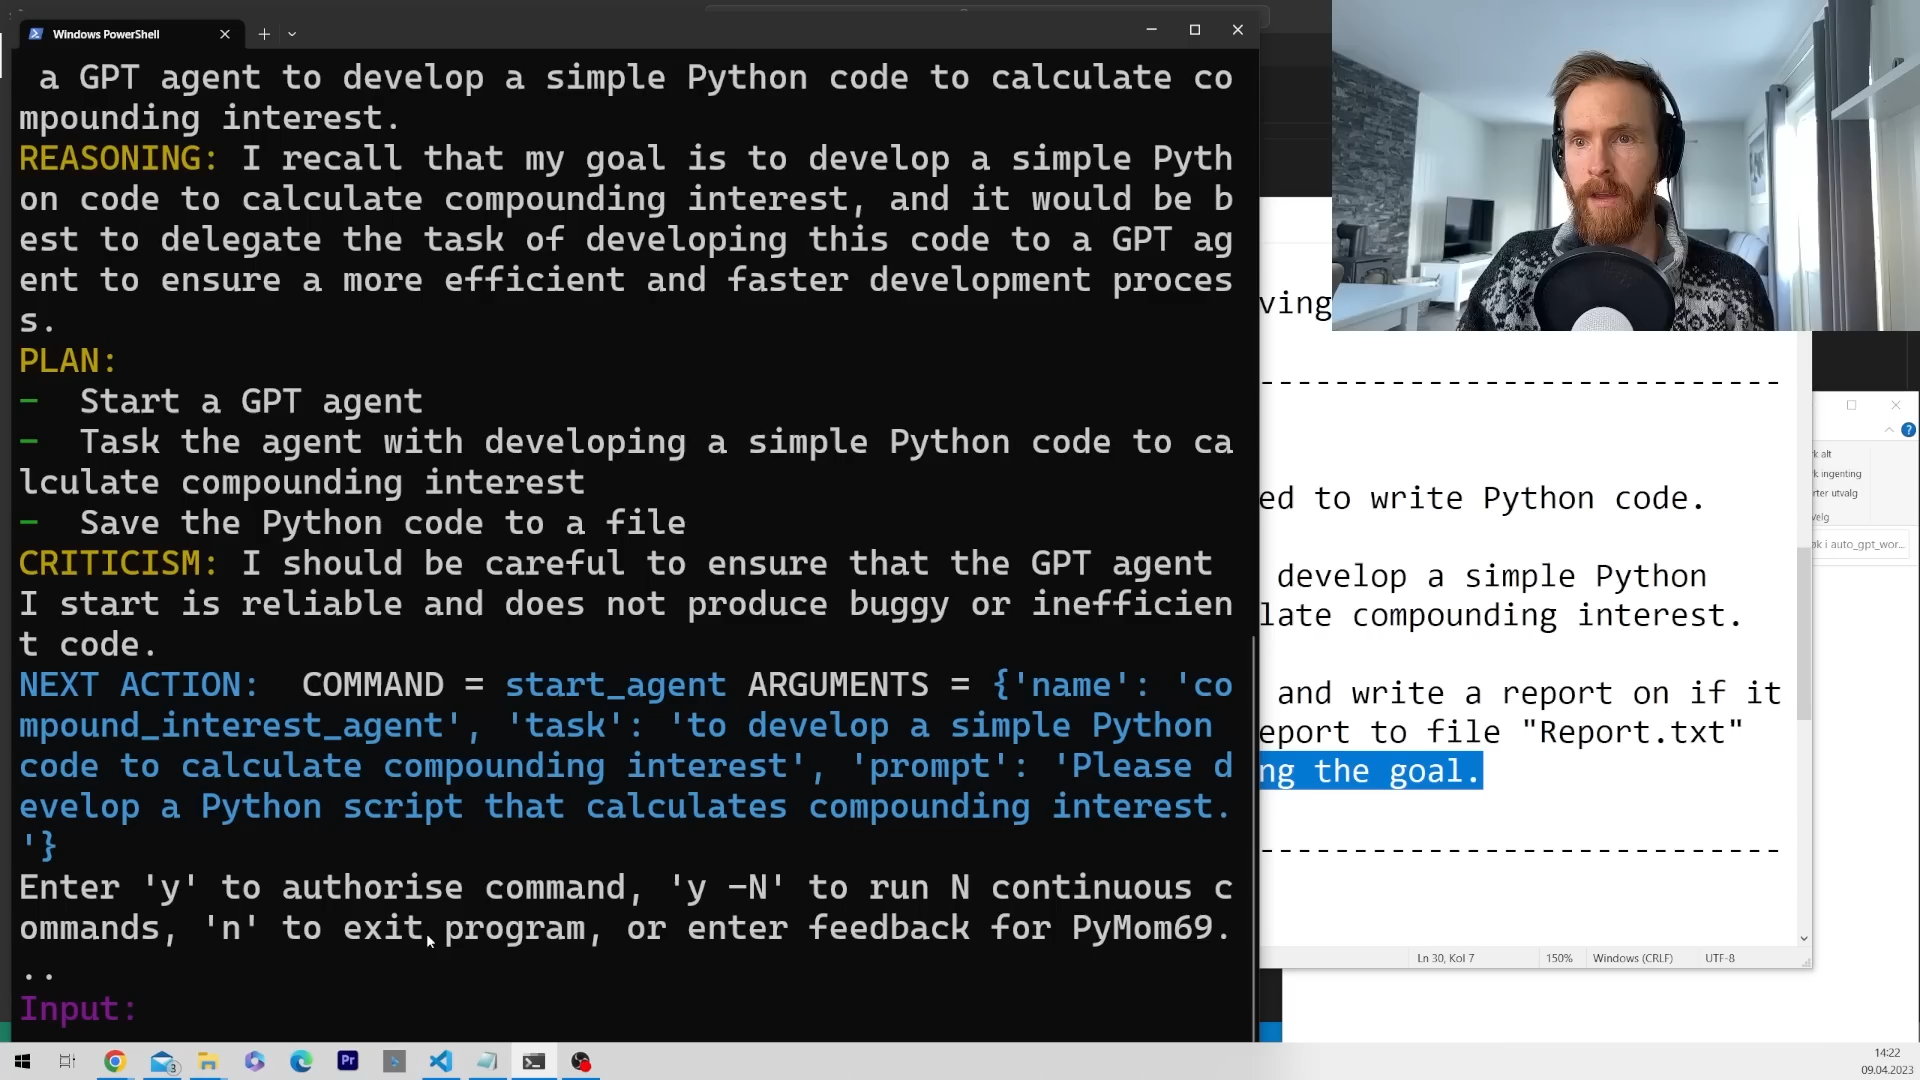 Windows PowerShell
a GPT agent to develop a simple Python code to calculate co
mpounding interest.
REASONING: I recall that my goal is to develop a simple Pyth
on code to calculate compounding interest, and it would be b
est to delegate the task of developing this code to a GPT ag
ent to ensure a more efficient and faster development proces
s.
PLAN:
-  Start a GPT agent
-  Task the agent with developing a simple Python code to ca
lculate compounding interest
-  Save the Python code to a file
CRITICISM: I should be careful to ensure that the GPT agent
I start is reliable and does not produce buggy or inefficien
t code.
NEXT ACTION:  COMMAND = start_agent ARGUMENTS = {'name': 'co
mpound_interest_agent', 'task': 'to develop a simple Python
code to calculate compounding interest', 'prompt': 'Please d
evelop a Python script that calculates compounding interest.
'}
Enter 'y' to authorise command, 'y -N' to run N continuous c
ommands, 'n' to exit program, or enter feedback for PyMom69.
..
Input:
ving
----------------------------
ed to write Python code.
develop a simple Python
late compounding interest.
and write a report on if it
eport to file "Report.txt"
ng the goal.
----------------------------
Ln 30, Kol 7
150%
Windows (CRLF)
UTF-8
k alt
k ingenting
rter utvalg
Velg
øk i auto_gpt_wor...
Pr
3
14:22
09.04.2023